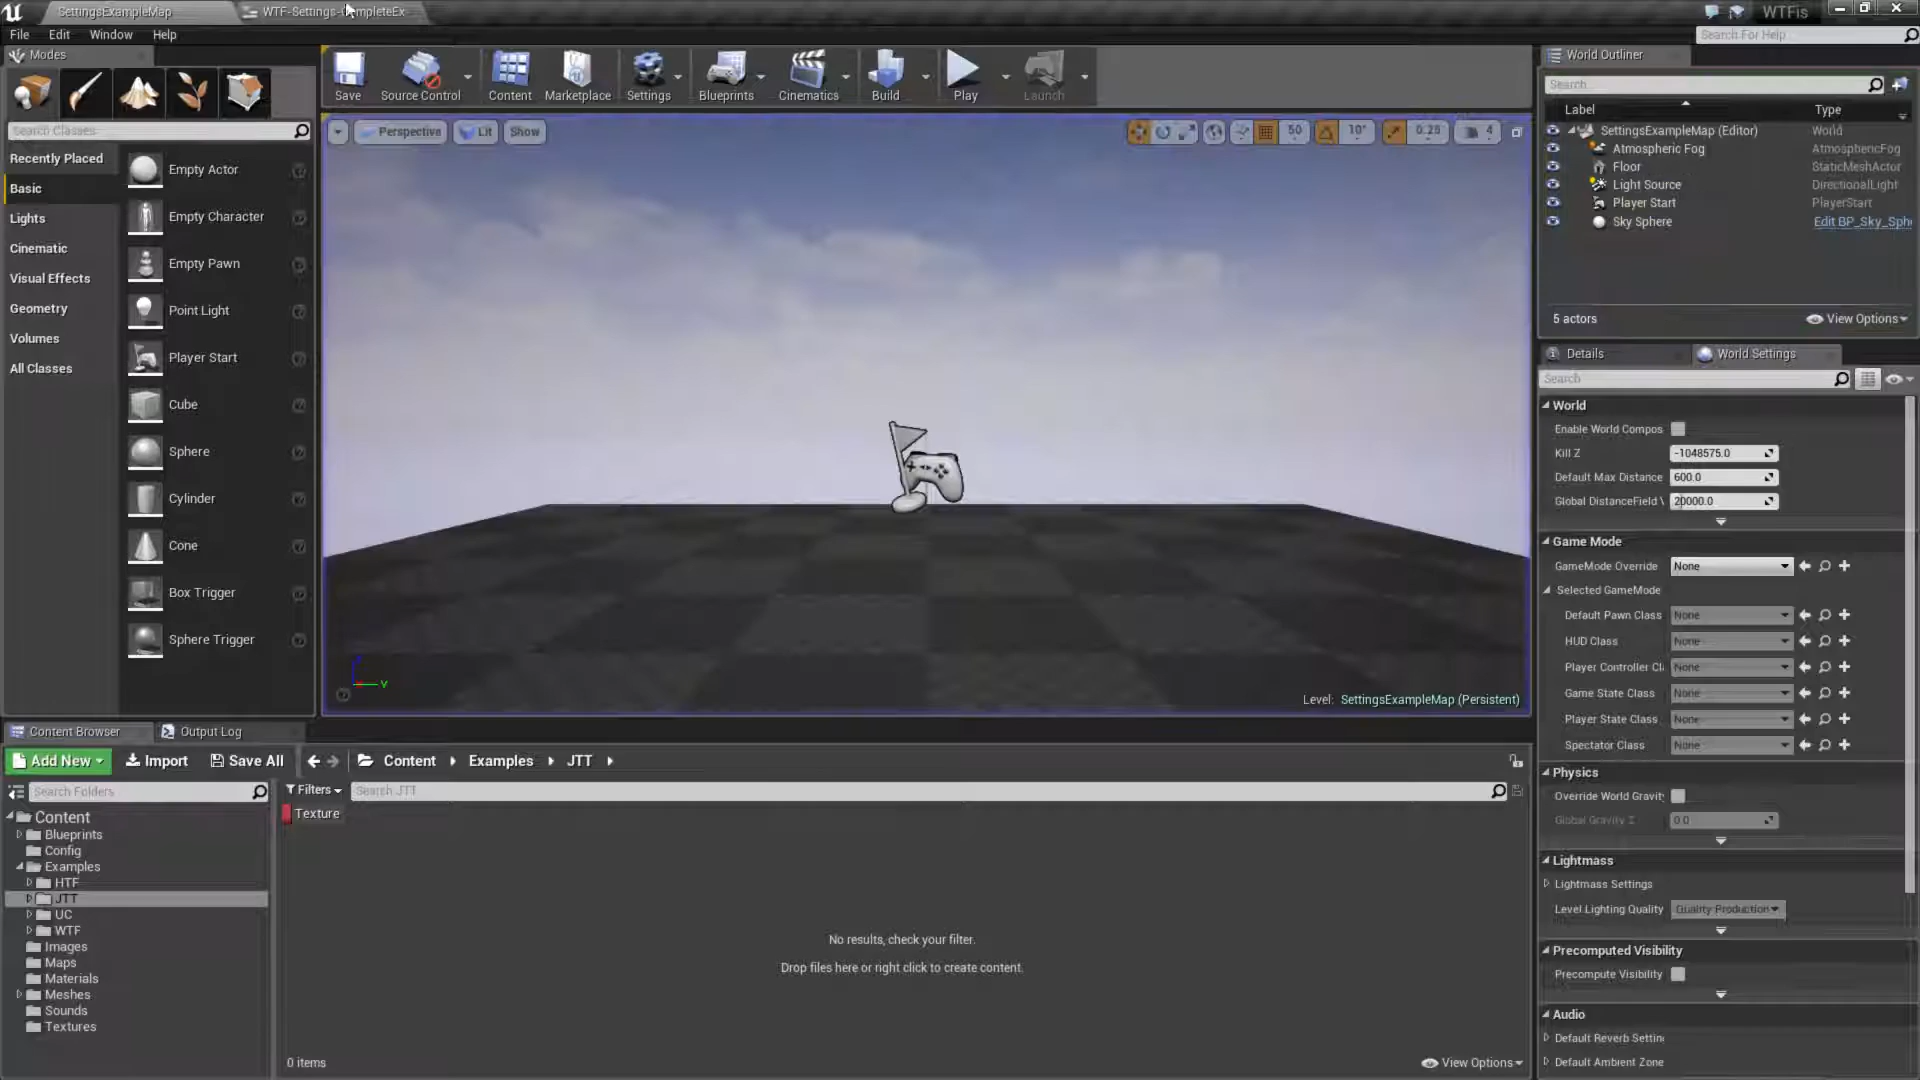 SettingsExampleMap
WTFis
File Edit Window Help
Search For Help
Modes
Search Classes
Recently Placed
Basic
Lights
Cinematic
Visual Effects
Geometry
Volumes
All Classes
Empty Actor
Empty Character
Empty Pawn
Point Light
Player Start
Cube
Sphere
Cylinder
Cone
Box Trigger
Sphere Trigger
Save Source Control Content Marketplace Settings Blueprints Cinematics Build Play Launch
Perspective Lit Show
50 10° 0.25 4
Level: SettingsExampleMap (Persistent)
World Outliner
Search...
Label Type
SettingsExampleMap (Editor) World
Atmospheric Fog AtmosphericFog
Floor StaticMeshActor
Light Source DirectionalLight
Player Start PlayerStart
Sky Sphere Edit BP_Sky_Sph
5 actors View Options
Details World Settings
Search
World
Enable World Compos
Kill Z -1048575.0
Default Max Distance 600.0
Global DistanceField V 20000.0
Game Mode
GameMode Override None
Selected GameMode
Default Pawn Class None
HUD Class None
Player Controller Cl None
Game State Class None
Player State Class None
Spectator Class None
Physics
Override World Gravit
Global Gravity Z 0.0
Lightmass
Lightmass Settings
Level Lighting Quality Quality Production
Precomputed Visibility
Precompute Visibility
Audio
Default Reverb Settin
Default Ambient Zone
Content Browser Output Log
Add New Import Save All Content Examples JTT
Search Folders
Filters Search JTT
Texture
Content
Blueprints
Config
Examples
HTF
JTT
UC
WTF
Images
Maps
Materials
Meshes
Sounds
Textures
No results, check your filter.
Drop files here or right click to create content.
0 items View Options